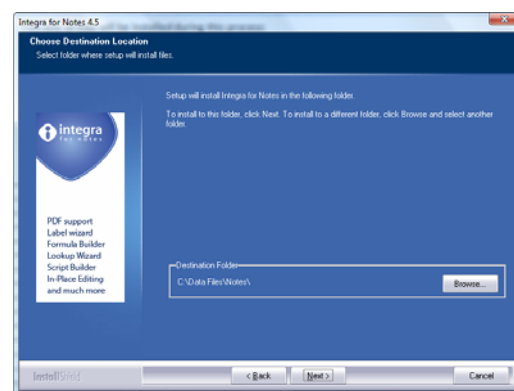 Integra for Notes 4.5
Choose Destination Location
Select folder where setup will install files.
Setup will install Integra for Notes in the following folder.
To install to this folder, click Next. To install to a different folder, click Browse and select another
folder.
integra
for notes
PDF support
Label wizard
Formula Builder
Lookup Wizard
Script Builder
In-Place Editing
and much more
Destination Folder
C:\Data Files\Notes\
Browse...
InstallShield
< Back
Next >
Cancel